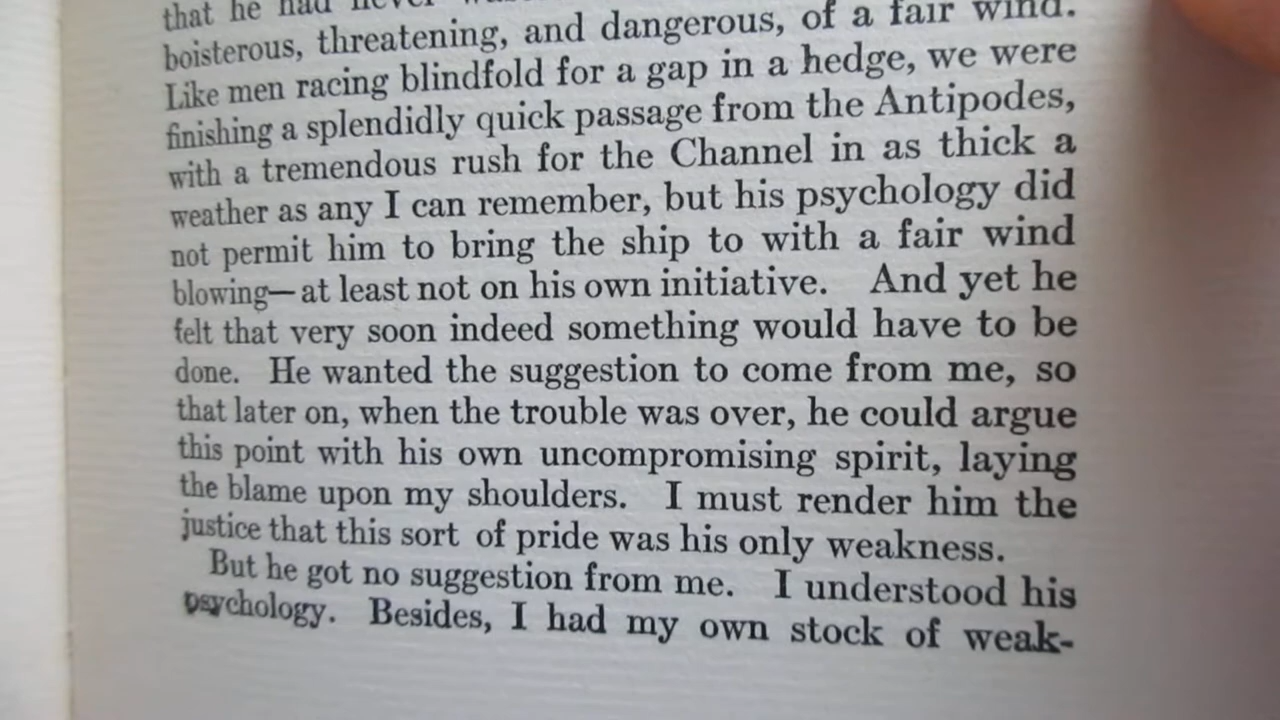 that he had never
boisterous, threatening, and dangerous, of a fair wind.
Like men racing blindfold for a gap in a hedge, we were
finishing a splendidly quick passage from the Antipodes,
with a tremendous rush for the Channel in as thick a
weather as any I can remember, but his psychology did
not permit him to bring the ship to with a fair wind
blowing—at least not on his own initiative. And yet he
felt that very soon indeed something would have to be
done. He wanted the suggestion to come from me, so
that later on, when the trouble was over, he could argue
this point with his own uncompromising spirit, laying
the blame upon my shoulders. I must render him the
justice that this sort of pride was his only weakness.
But he got no suggestion from me. I understood his
psychology. Besides, I had my own stock of weak-